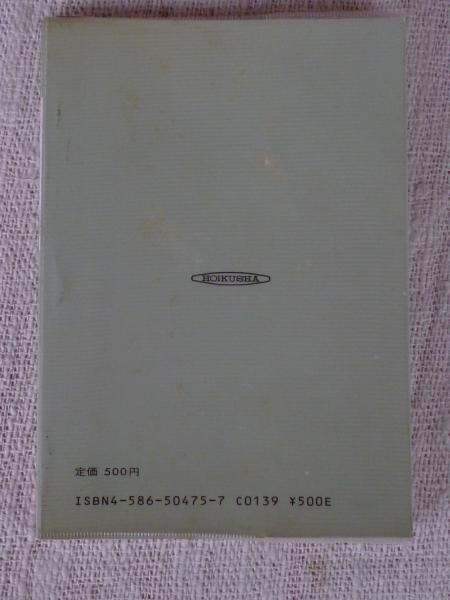 HOIKUSHA
定価 500円
ISBN4-586-50475-7 C0139 ¥500E